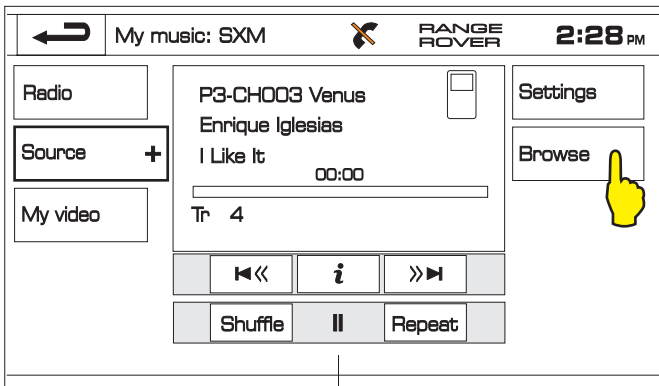 My music: SXM
RANGE ROVER
2:28 PM
Radio
Source +
My video
P3-CH003 Venus
Enrique Iglesias
I Like It
00:00
Tr 4
Settings
Browse
i
Shuffle
Repeat